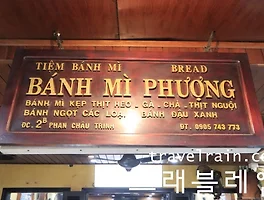 TIỆM BÁNH MÌ BREAD
BÁNH MÌ PHƯỢNG
BÁNH MÌ KẸP THỊT HEO - GÀ - CHẢ - THỊT NGUỘI
BÁNH NGỌT CÁC LOẠI, BÁNH ĐẬU XANH
ĐC: 2B PHAN CHÂU TRINH ĐT: 0905 743 773
travelrain.com
트래블레인